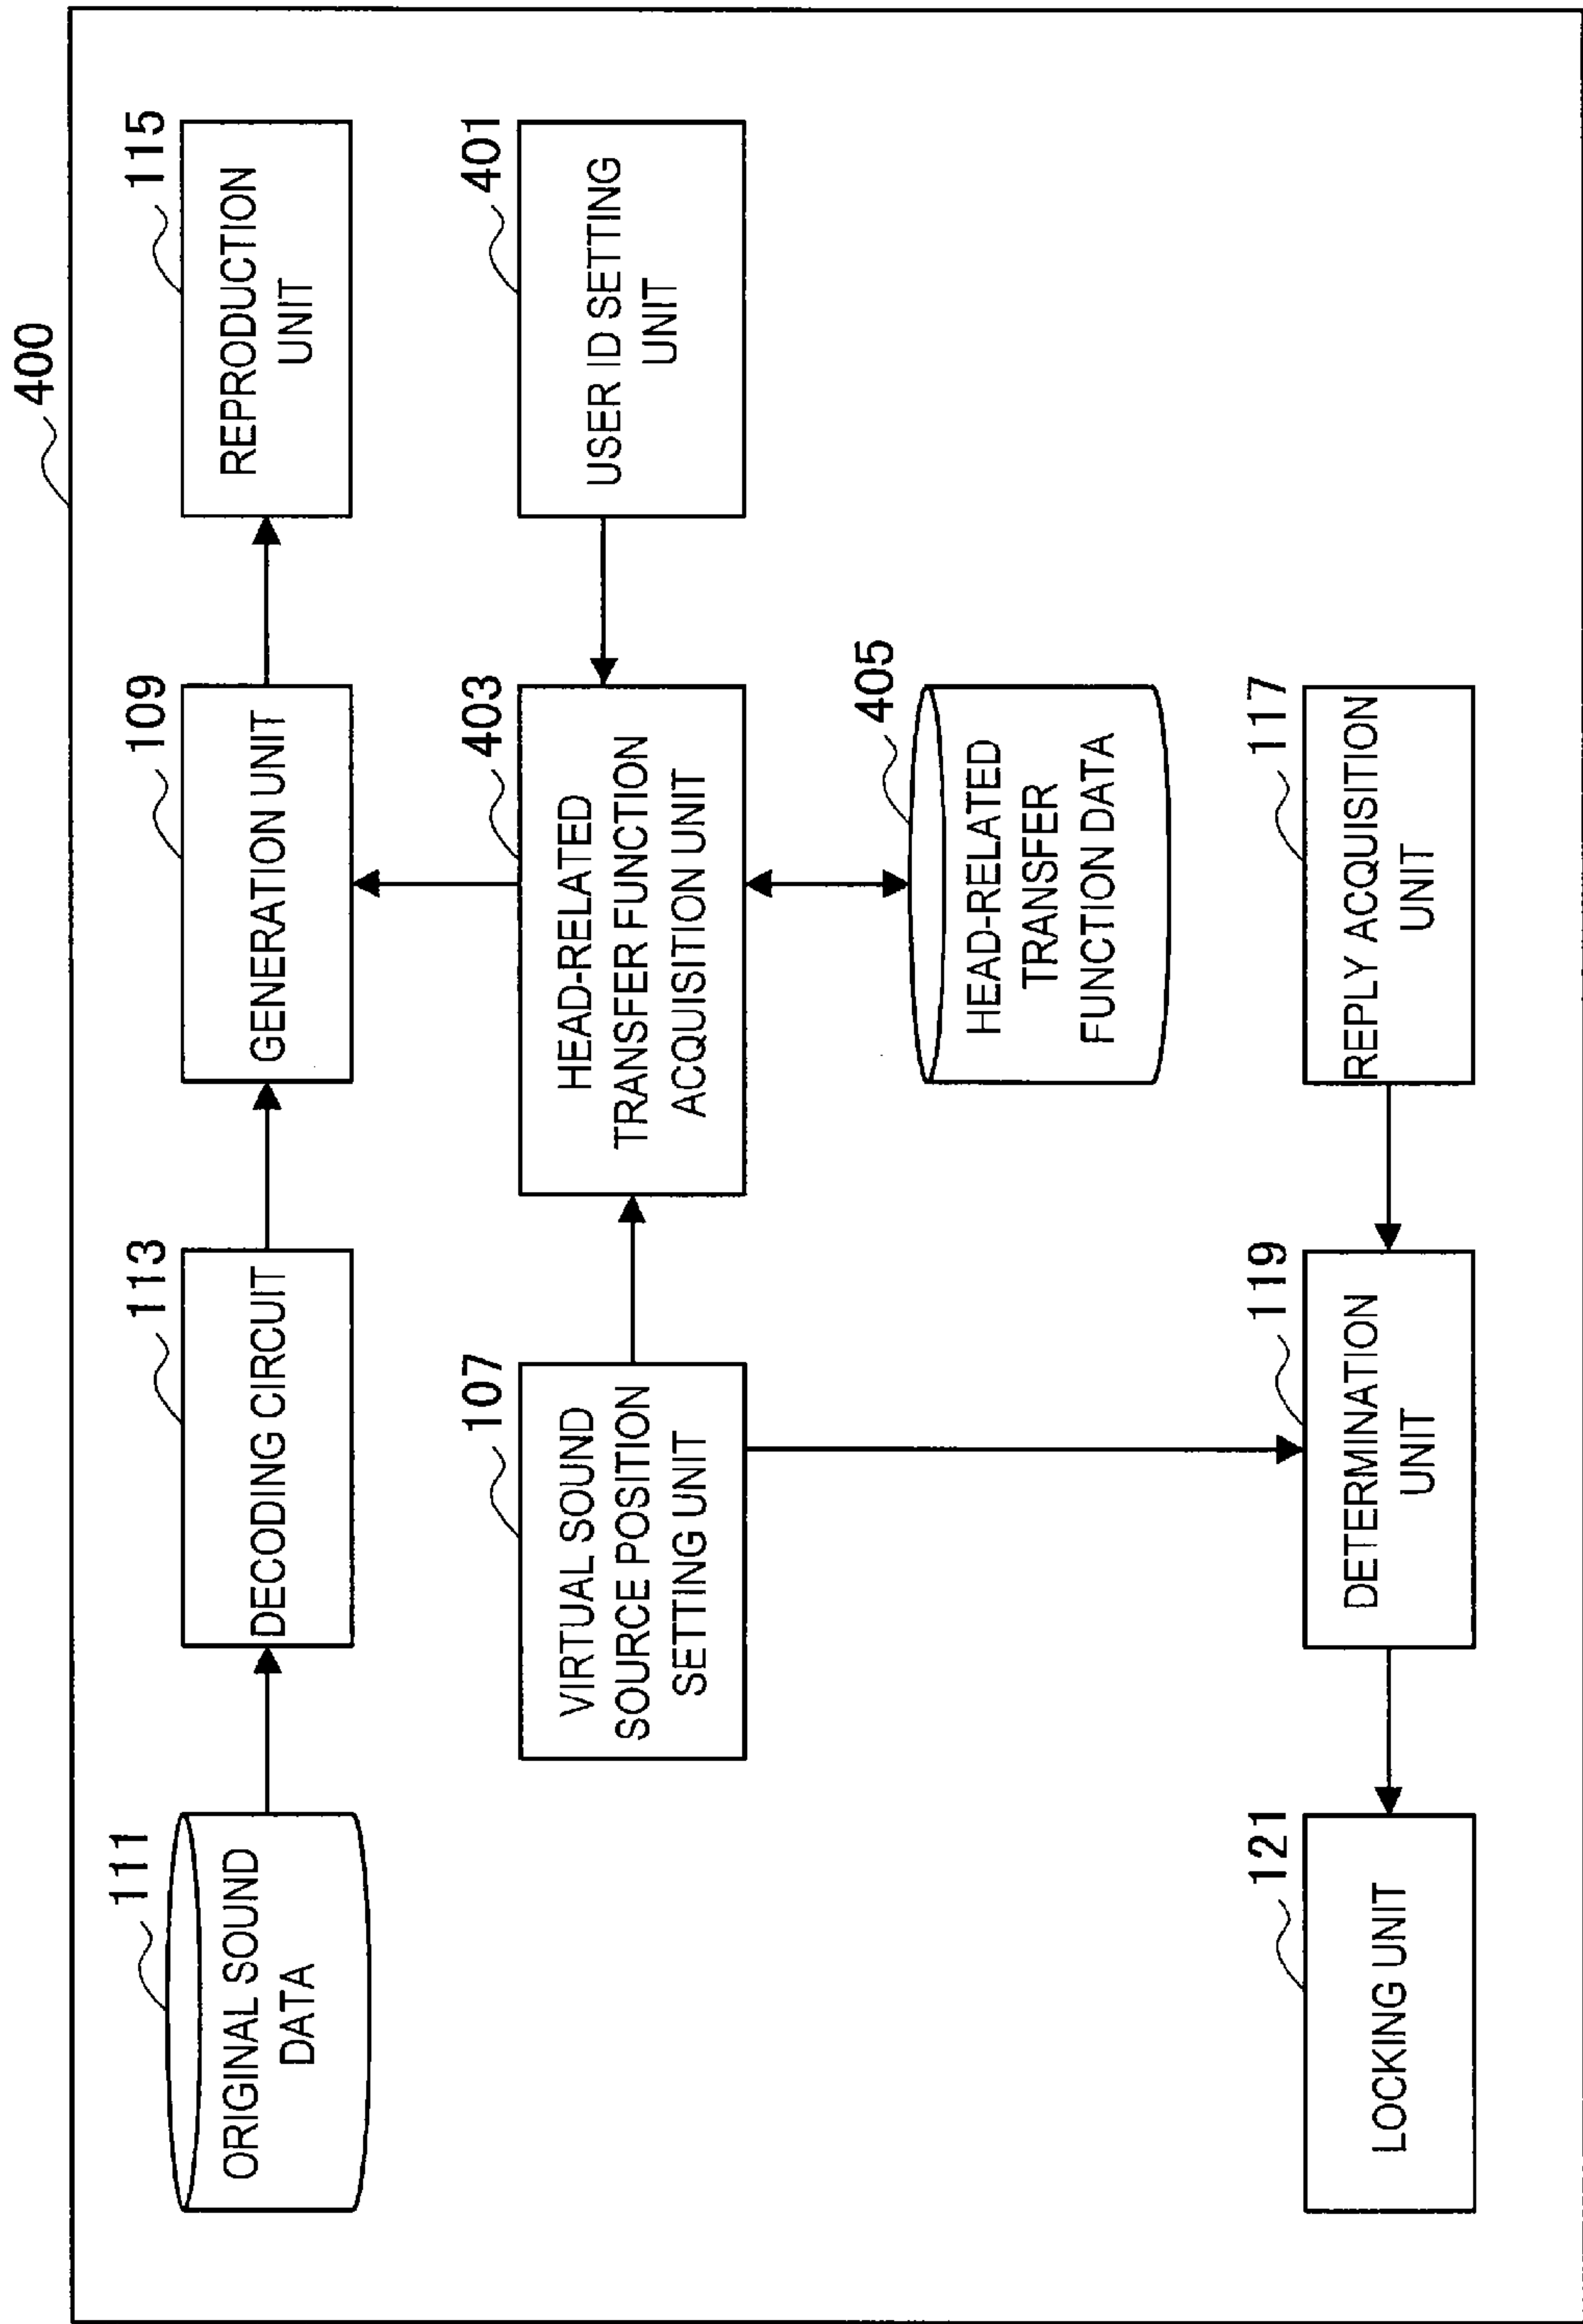 400
111
ORIGINAL SOUND
DATA
113
DECODING CIRCUIT
109
GENERATION UNIT
115
REPRODUCTION
UNIT
107
VIRTUAL SOUND
SOURCE POSITION
SETTING UNIT
403
HEAD-RELATED
TRANSFER FUNCTION
ACQUISITION UNIT
401
USER ID SETTING
UNIT
405
HEAD-RELATED
TRANSFER
FUNCTION DATA
121
LOCKING UNIT
119
DETERMINATION
UNIT
117
REPLY ACQUISITION
UNIT